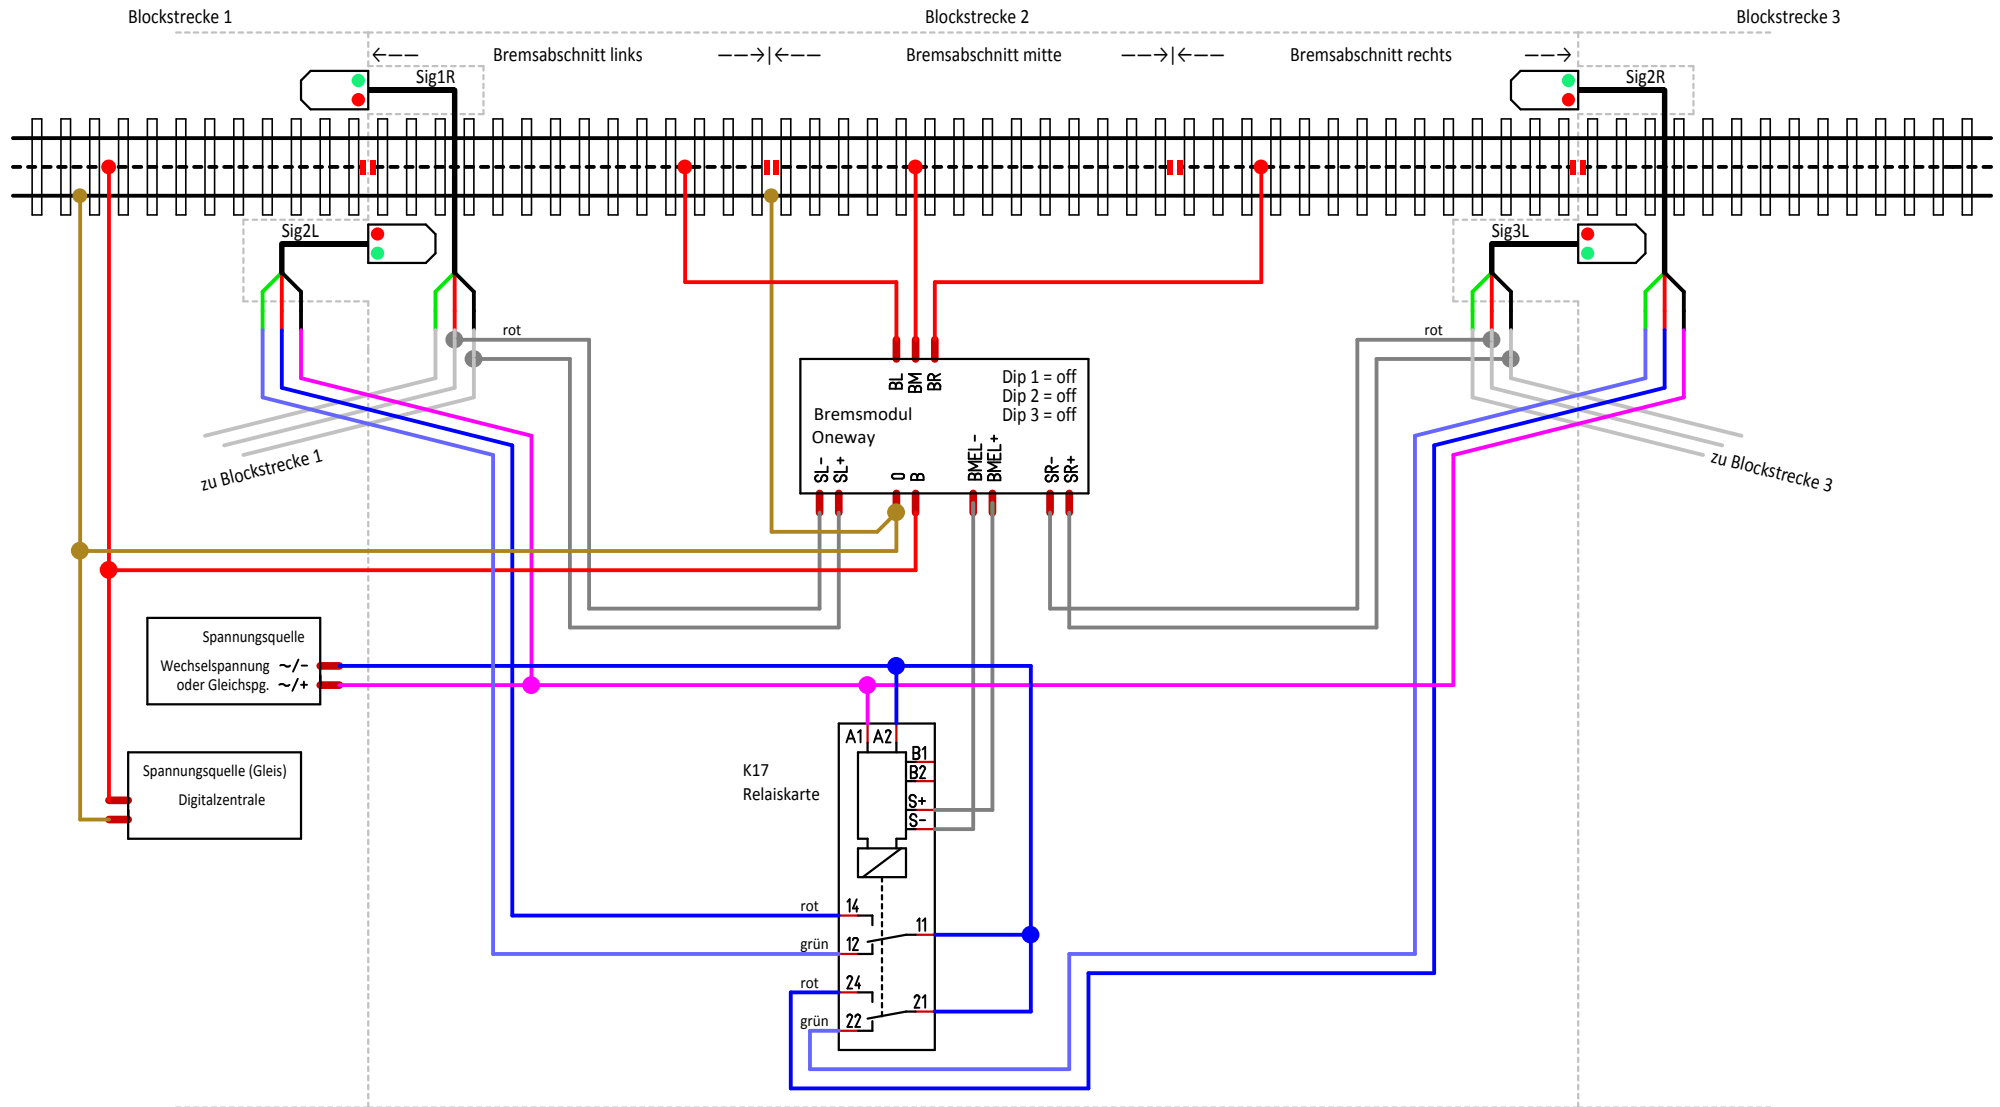 Blockstrecke 1
Blockstrecke 2
Blockstrecke 3
Bremsabschnitt links
Bremsabschnitt mitte
Bremsabschnitt rechts
Sig1R
Sig2R
Sig2L
Sig3L
rot
rot
BL
BM
BR
Dip 1 = off
Dip 2 = off
Dip 3 = off
Bremsmodul
Oneway
SL-
SL+
0
B
BMEL-
BMEL+
SR-
SR+
zu Blockstrecke 1
zu Blockstrecke 3
Spannungsquelle
Wechselspannung ~/-
oder Gleichspg. ~/+
Spannungsquelle (Gleis)
Digitalzentrale
K17
Relaiskarte
A1
A2
B1
B2
S+
S-
rot
14
11
grün
12
rot
24
21
grün
22